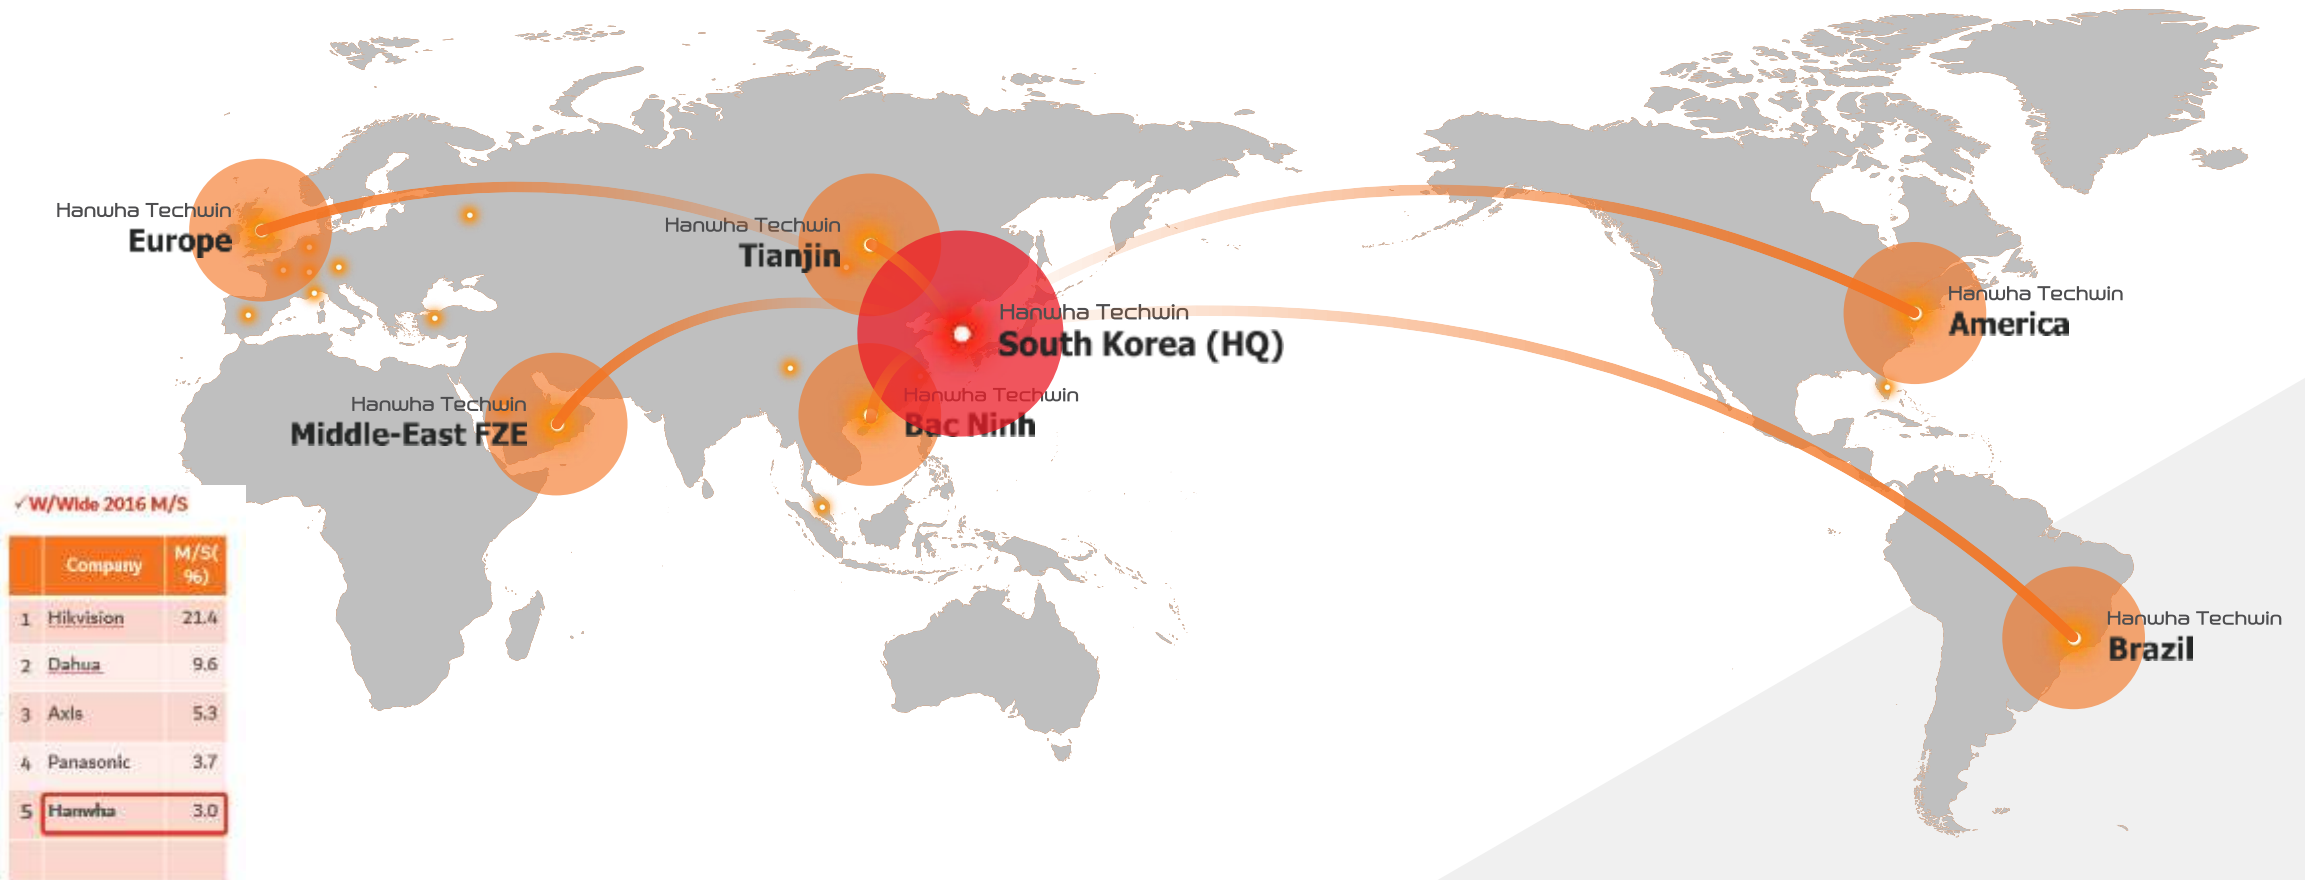 Hanwha Techwin
Europe
Hanwha Techwin
Tianjin
Hanwha Techwin
South Korea (HQ)
Hanwha Techwin
America
Hanwha Techwin
Middle-East FZE
Hanwha Techwin
Bac Ninh
Hanwha Techwin
Brazil
✓W/Wide 2016 M/S
Company M/S(
%)
1 Hikvision 21.4
2 Dahua 9.6
3 Axis 5.3
4 Panasonic 3.7
5 Hanwha 3.0